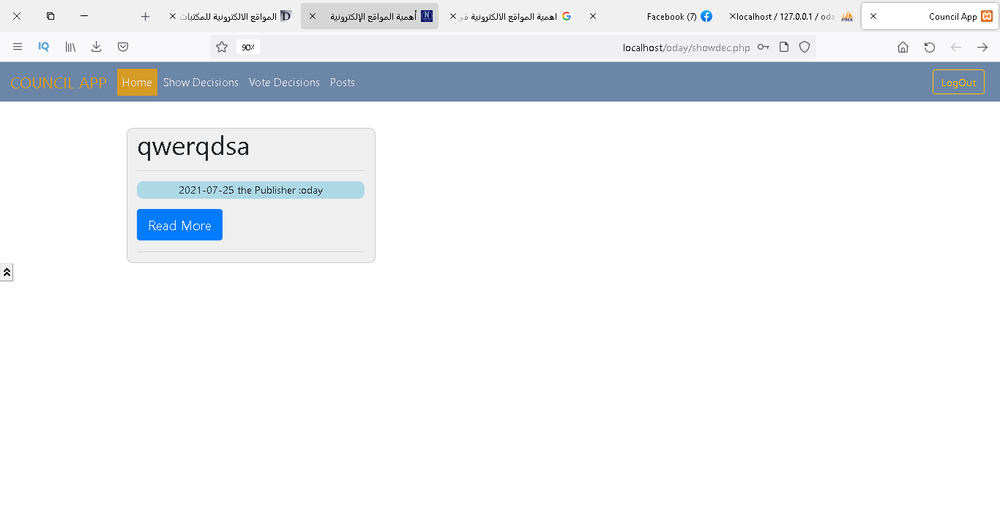 المواقع الالكترونية للمكتبات
أهمية المواقع الإلكترونية
اهمية المواقع الالكترونية في
Facebook (7)
localhost / 127.0.0.1 / oda
Council App
90٪
localhost/oday/showdec.php
COUNCIL APP Home Show Decisions Vote Decisions Posts LogOut
qwerqdsa
2021-07-25 the Publisher :oday
Read More